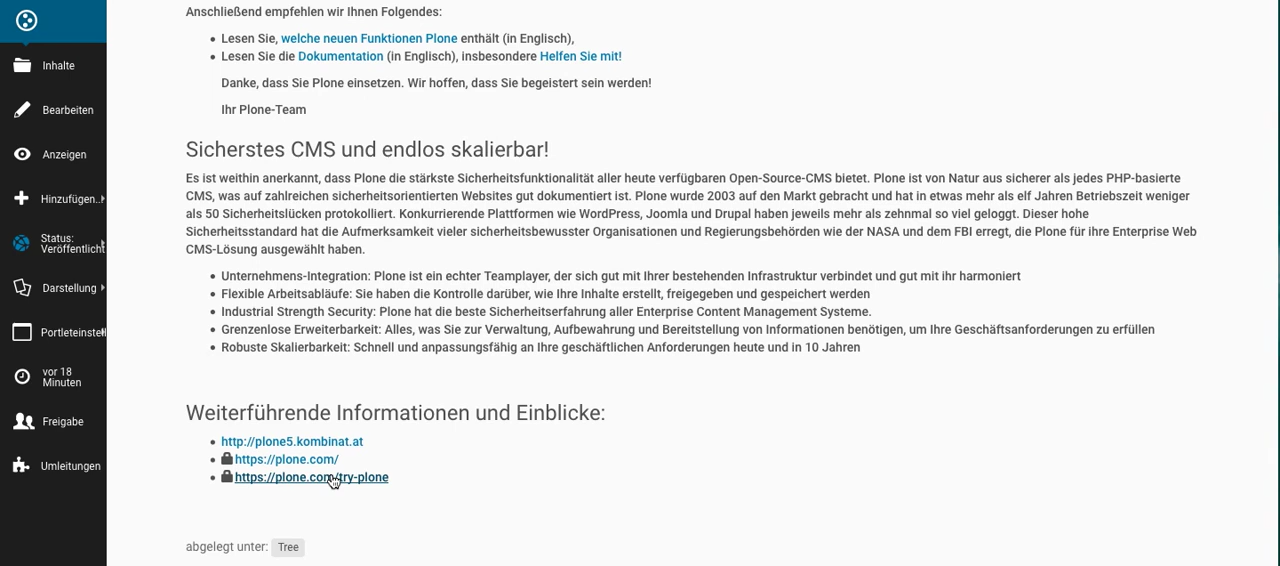 Inhalte
Bearbeiten
Anzeigen
Hinzufügen..
Status:
Veröffentlicht
Darstellung
vor 18
Minuten
Freigabe
Umleitungen
Anschließend empfehlen wir Ihnen Folgendes:
Lesen Sie, welche neuen Funktionen Plone enthält (in Englisch),
Lesen Sie die Dokumentation (in Englisch), insbesondere Helfen Sie mit!
Danke, dass Sie Plone einsetzen. Wir hoffen, dass Sie begeistert sein werden!
Ihr Plone-Team
Sicherstes CMS und endlos skalierbar!
Es ist weithin anerkannt, dass Plone die stärkste Sicherheitsfunktionalität aller heute verfügbaren Open-Source-CMS bietet. Plone ist von Natur aus sicherer als jedes PHP-basierte
CMS, was auf zahlreichen sicherheitsorientierten Websites gut dokumentiert ist. Plone wurde 2003 auf den Markt gebracht und hat in etwas mehr als elf Jahren Betriebszeit weniger
als 50 Sicherheitslücken protokolliert. Konkurrierende Plattformen wie WordPress, Joomla und Drupal haben jeweils mehr als zehnmal so viel geloggt. Dieser hohe
Sicherheitsstandard hat die Aufmerksamkeit vieler sicherheitsbewusster Organisationen und Regierungsbehörden wie der NASA und dem FBI erregt, die Plone für ihre Enterprise Web
CMS-Lösung ausgewählt haben.
Unternehmens-Integration: Plone ist ein echter Teamplayer, der sich gut mit Ihrer bestehenden Infrastruktur verbindet und gut mit ihr harmoniert
Flexible Arbeitsabläufe: Sie haben die Kontrolle darüber, wie Ihre Inhalte erstellt, freigegeben und gespeichert werden
Industrial Strength Security: Plone hat die beste Sicherheitserfahrung aller Enterprise Content Management Systeme.
Grenzenlose Erweiterbarkeit: Alles, was Sie zur Verwaltung, Aufbewahrung und Bereitstellung von Informationen benötigen, um Ihre Geschäftsanforderungen zu erfüllen
Robuste Skalierbarkeit: Schnell und anpassungsfähig an Ihre geschäftlichen Anforderungen heute und in 10 Jahren
Weiterführende Informationen und Einblicke:
http://plone5.kombinat.at
https://plone.com/
https://plone.com/try-plone
abgelegt unter: Tree